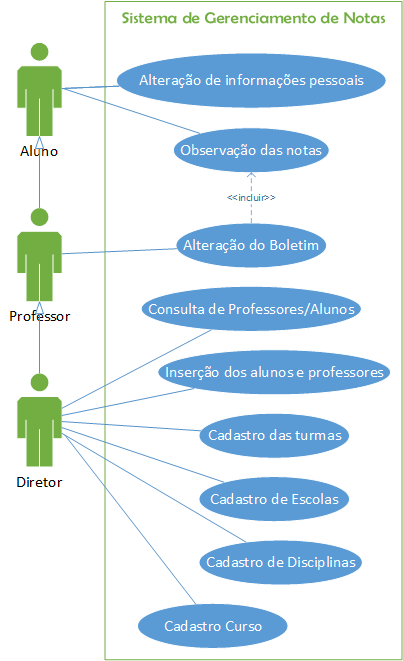 Sistema de Gerenciamento de Notas
Alteração de informações pessoais
Aluno
Observação das notas
<<incluir>>
Alteração do Boletim
Professor
Consulta de Professores/Alunos
Inserção dos alunos e professores
Cadastro das turmas
Diretor
Cadastro de Escolas
Cadastro de Disciplinas
Cadastro Curso